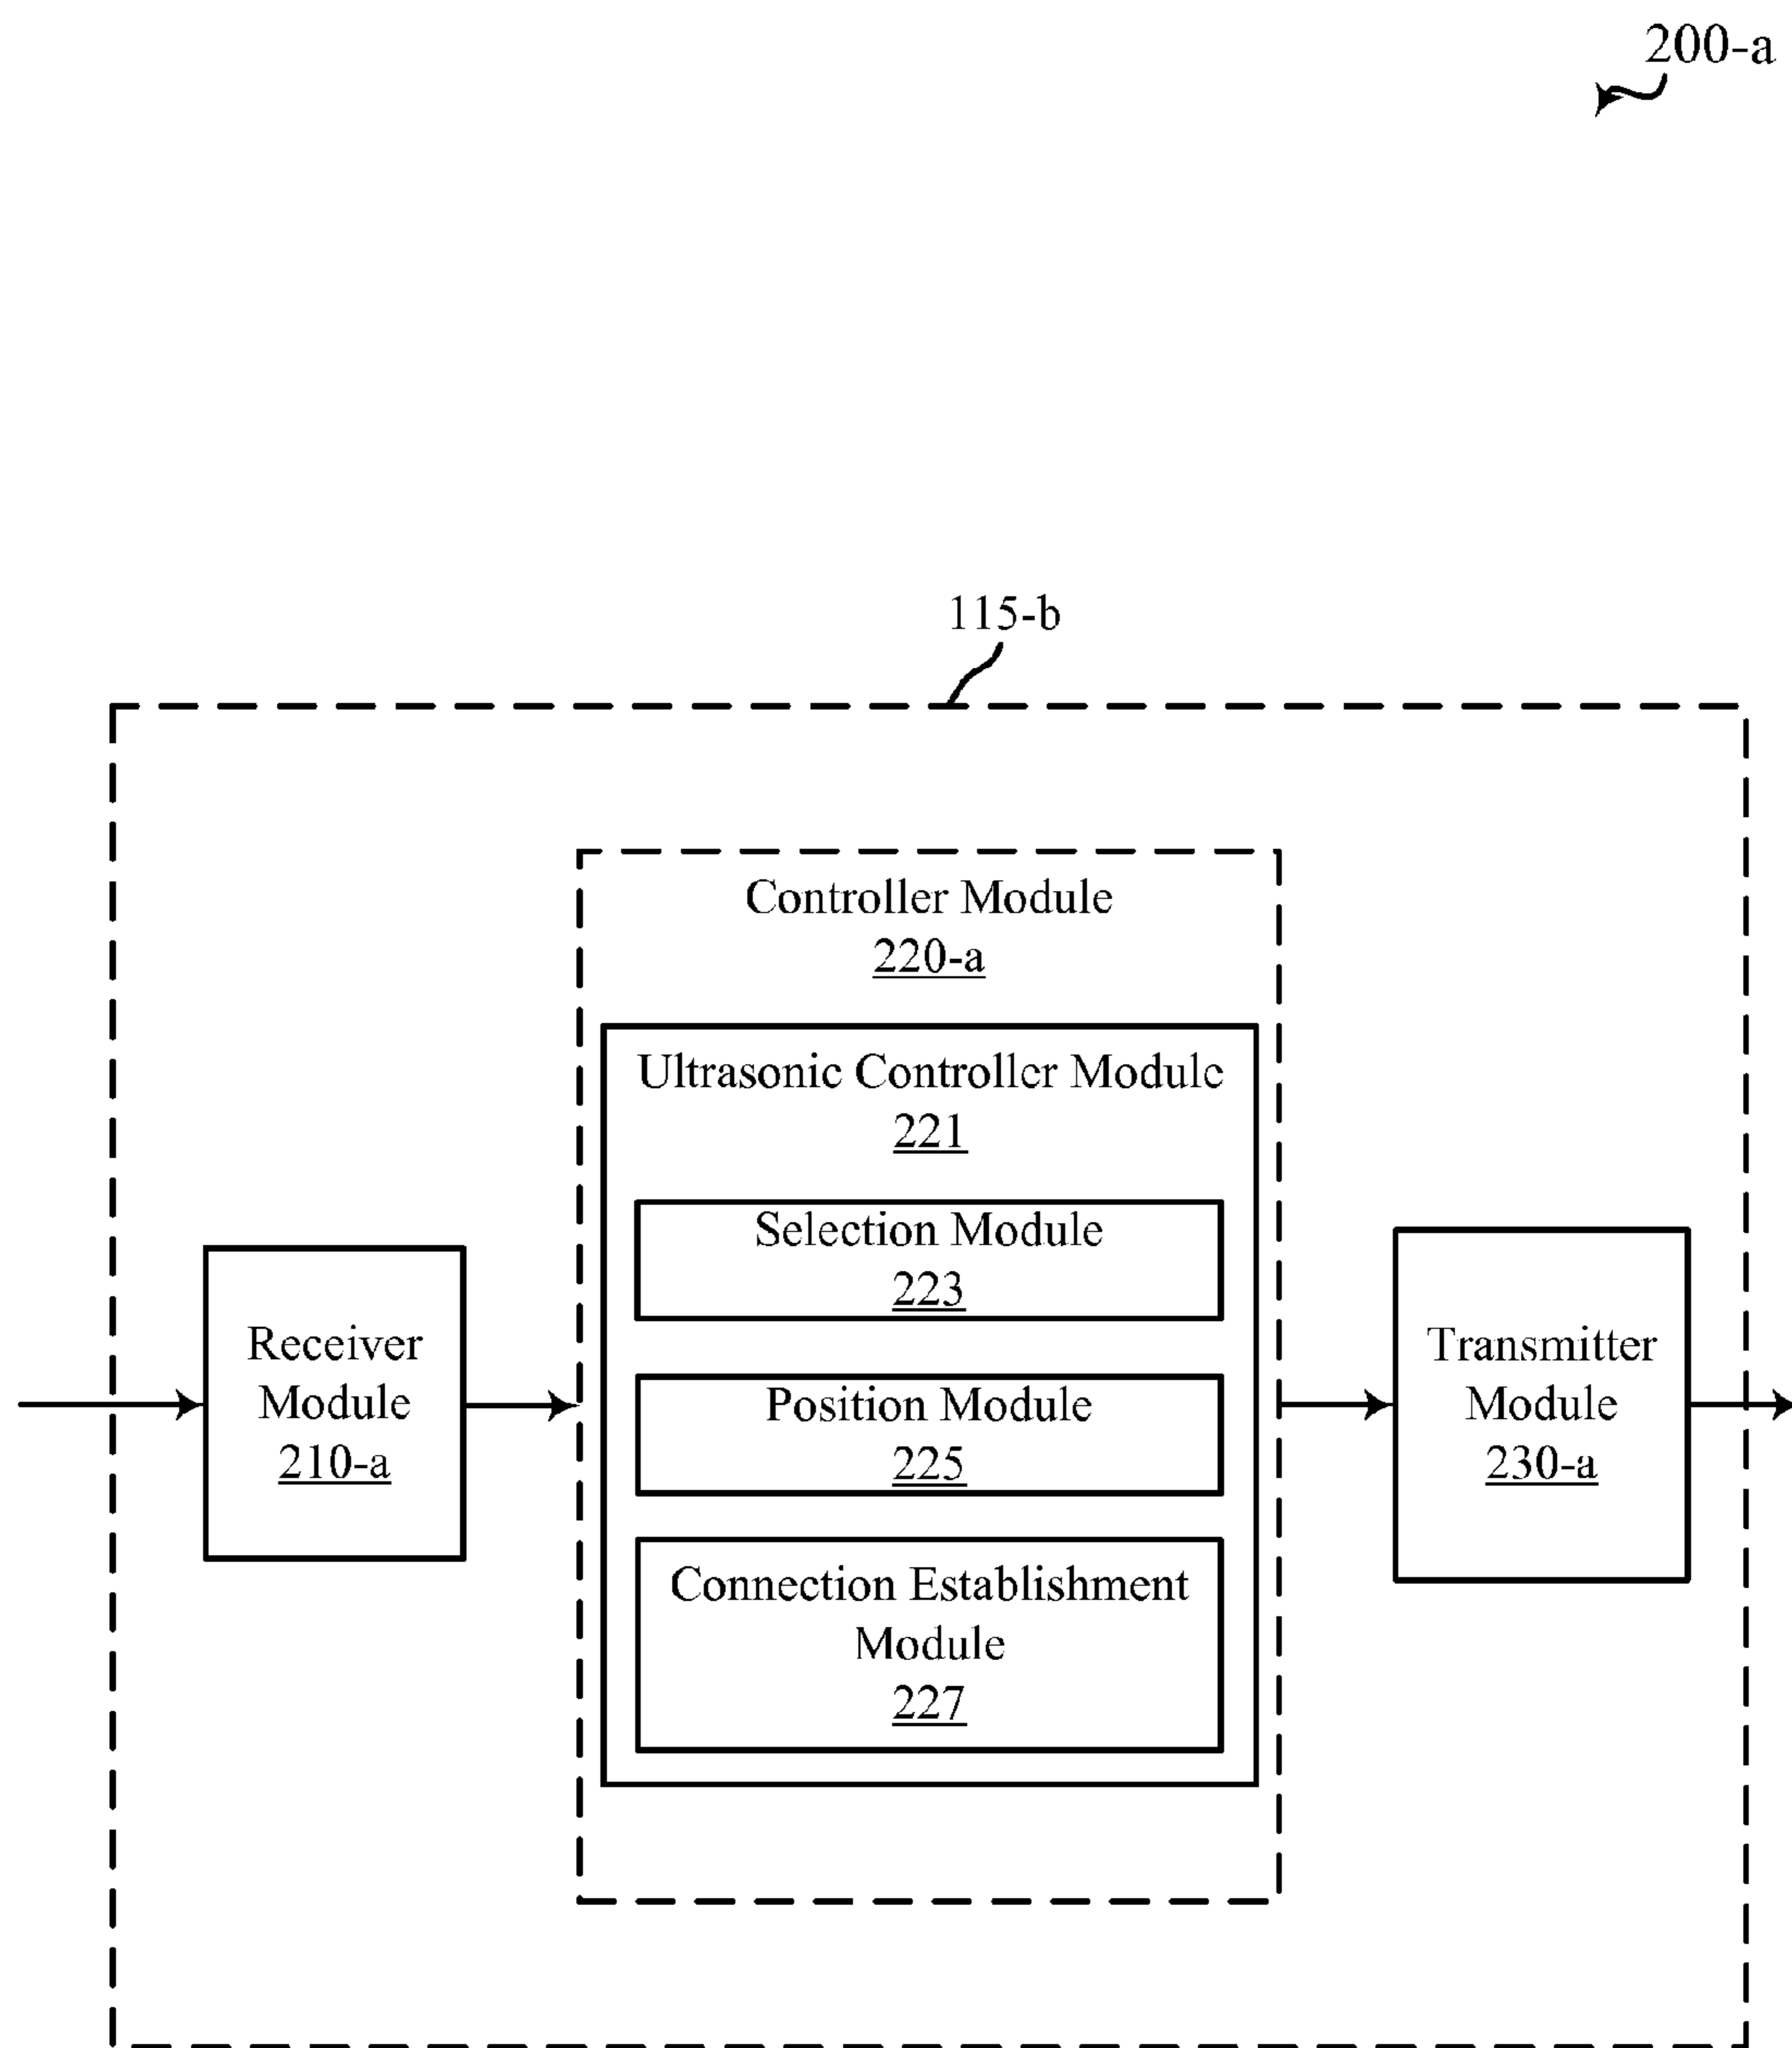 200-a
115-b
Controller Module
220-a
Ultrasonic Controller Module
221
Selection Module
223
Position Module
225
Connection Establishment
Module
227
Receiver
Module
210-a
Transmitter
Module
230-a